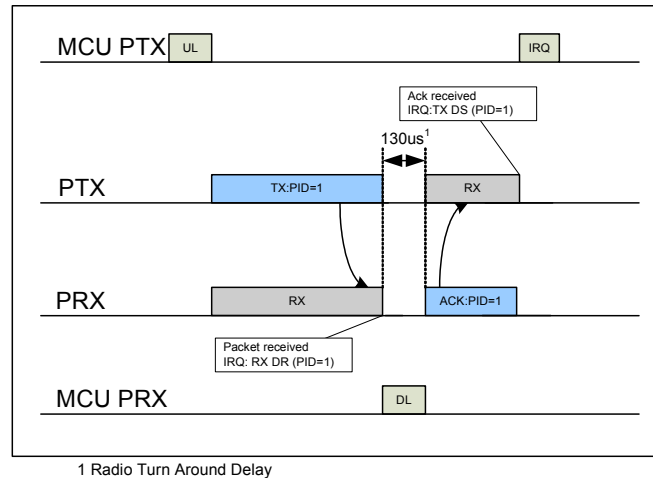 MCU PTX
UL
IRQ
Ack received
IRQ:TX DS (PID=1)
130us1
PTX
TX:PID=1
RX
PRX
RX
ACK:PID=1
Packet received
IRQ: RX DR (PID=1)
MCU PRX
DL
1 Radio Turn Around Delay